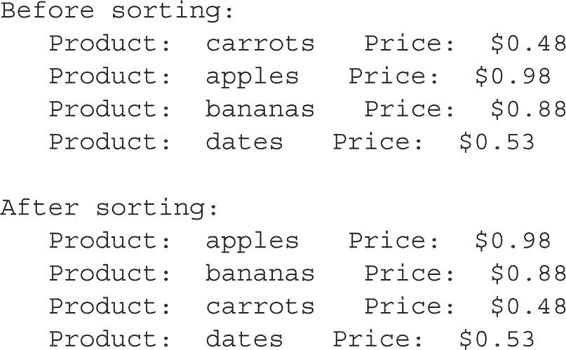 Before sorting:
   Product:  carrots   Price:  $0.48
   Product:  apples   Price:  $0.98
   Product:  bananas   Price:  $0.88
   Product:  dates   Price:  $0.53

After sorting:
   Product:  apples   Price:  $0.98
   Product:  bananas   Price:  $0.88
   Product:  carrots   Price:  $0.48
   Product:  dates   Price:  $0.53